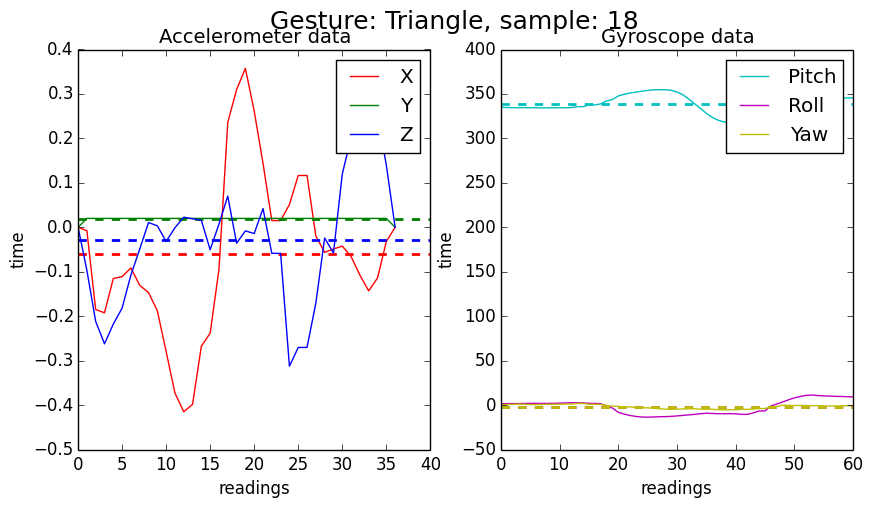 Gesture: Triangle, sample: 18
Accelerometer data
0.4
0.3
0.2
0.1
0.0
−0.1
−0.2
−0.3
−0.4
−0.5
time
0 5 10 15 20 25 30 35 40
readings
X
Y
Z
Gyroscope data
400
350
300
250
200
150
100
50
0
−50
time
0 10 20 30 40 50 60
readings
Pitch
Roll
Yaw